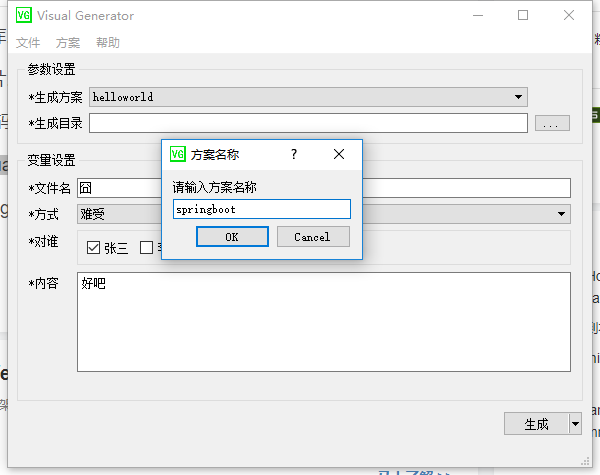 VG Visual Generator
文件 方案 帮助
参数设置
*生成方案 helloworld
*生成目录 ...
VG 方案名称 ?
请输入方案名称
springboot
OK Cancel
变量设置
*文件名 囧
*方式 难受
*对谁 张三
*内容 好吧
生成